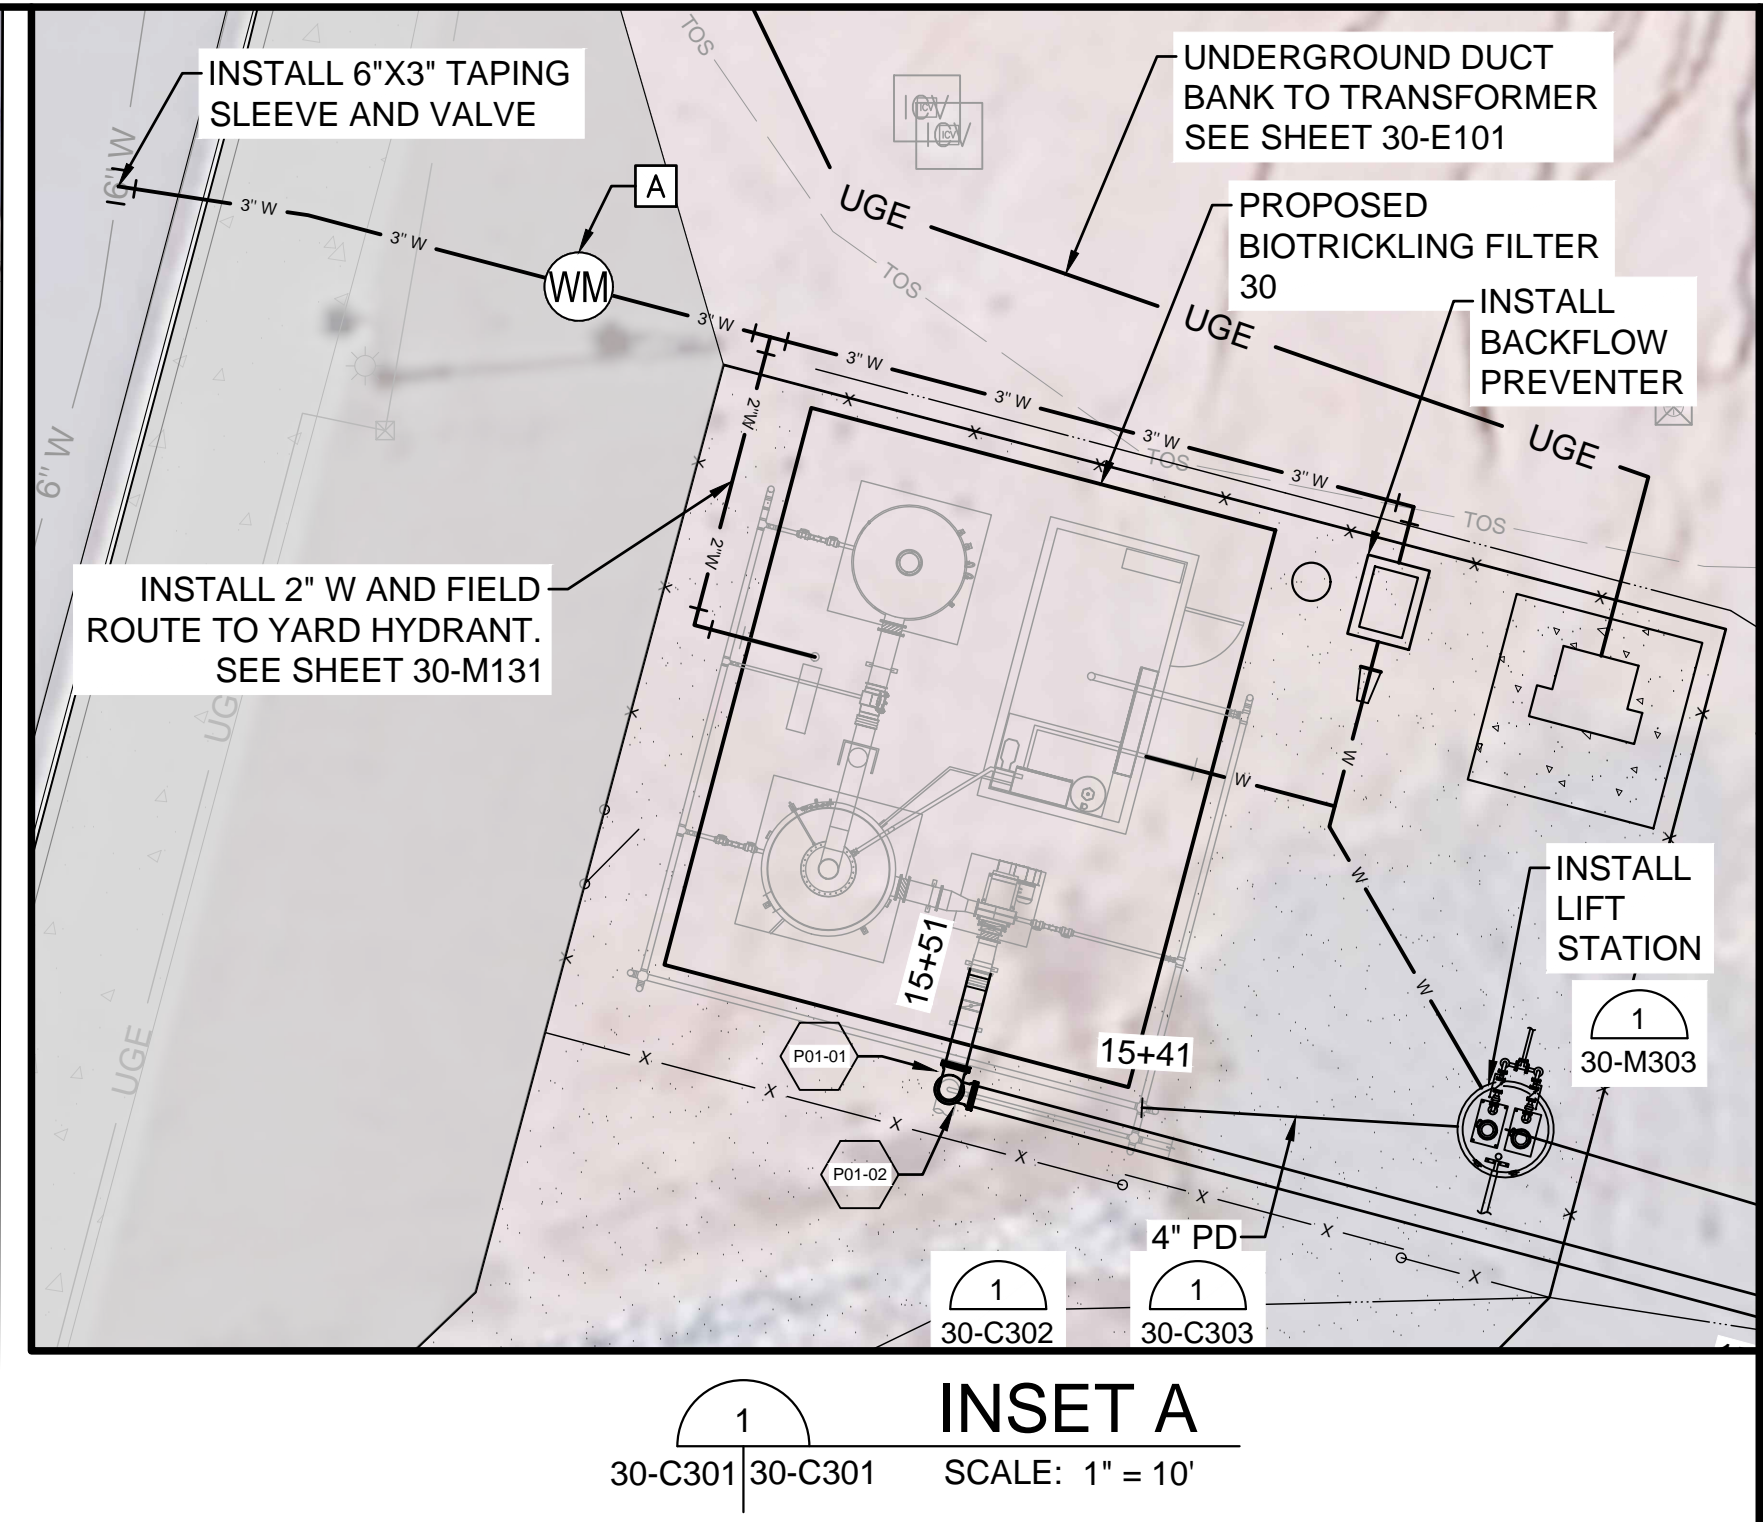 TOS
INSTALL 6"X3" TAPING
SLEEVE AND VALVE
UNDERGROUND DUCT
BANK TO TRANSFORMER
SEE SHEET 30-E101
ICV
ICV
ICV
ICV
6" W
A
UGE
PROPOSED
BIOTRICKLING FILTER
30
3" W
3" W
WM
TOS
INSTALL
BACKFLOW
PREVENTER
UGE
3" W
3" W
3" W
3" W
3" W
2"W
TOS
UGE
6" W
TOS
2"W
INSTALL 2" W AND FIELD
ROUTE TO YARD HYDRANT.
SEE SHEET 30-M131
UGE
W
W
W
INSTALL
LIFT
STATION
15+51
W
1
30-M303
P01-01
15+41
UGE
P01-02
4" PD
1
30-C302
1
30-C303
1
30-C301
30-C301
INSET A
SCALE: 1" = 10'